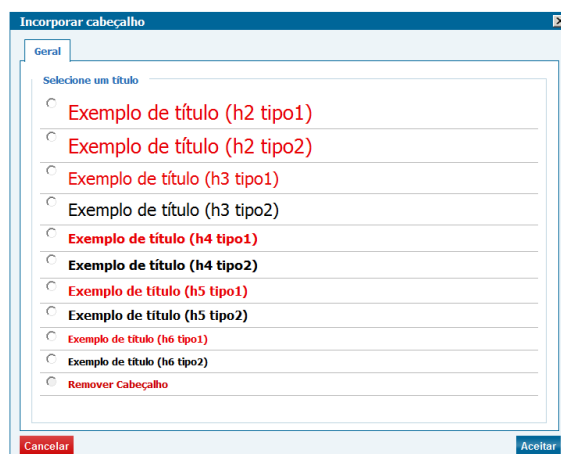 Incorporar cabeçalho
Geral
Selecione um título
Exemplo de título (h2 tipo1)
Exemplo de título (h2 tipo2)
Exemplo de título (h3 tipo1)
Exemplo de título (h3 tipo2)
Exemplo de título (h4 tipo1)
Exemplo de título (h4 tipo2)
Exemplo de título (h5 tipo1)
Exemplo de título (h5 tipo2)
Exemplo de título (h6 tipo1)
Exemplo de título (h6 tipo2)
Remover Cabeçalho
Cancelar
Aceitar